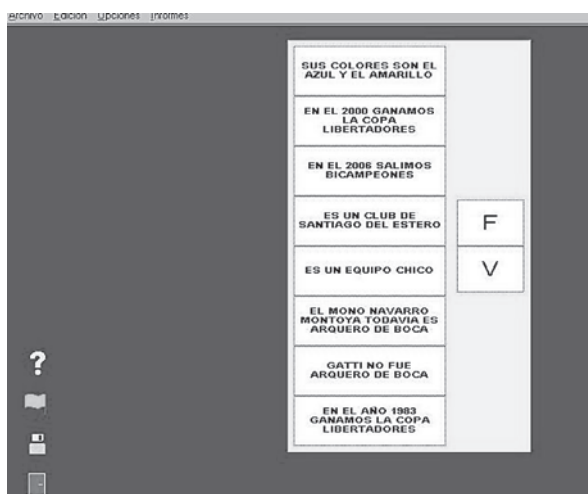 Archivo Edición Opciones Informes
SUS COLORES SON EL
AZUL Y EL AMARILLO
EN EL 2000 GANAMOS
LA COPA
LIBERTADORES
EN EL 2006 SALIMOS
BICAMPEONES
ES UN CLUB DE
SANTIAGO DEL ESTERO
F
ES UN EQUIPO CHICO
V
EL MONO NAVARRO
MONTOYA TODAVIA ES
ARQUERO DE BOCA
GATTI NO FUE
ARQUERO DE BOCA
EN EL AÑO 1983
GANAMOS LA COPA
LIBERTADORES
?